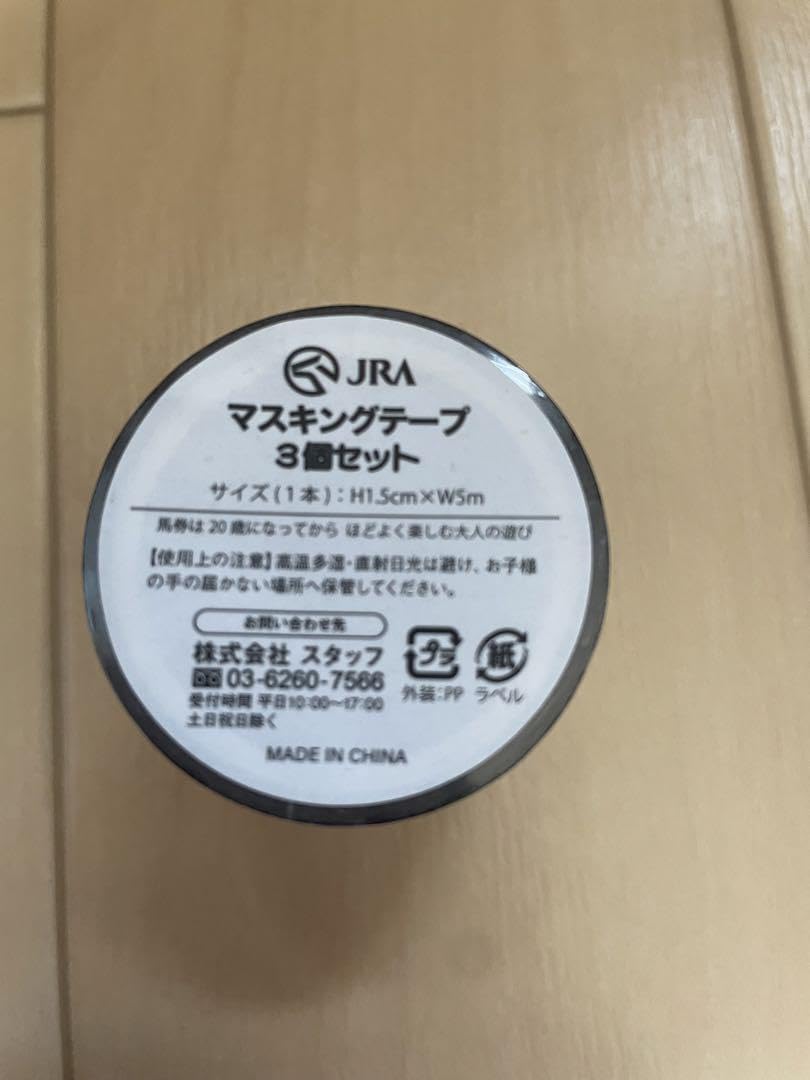 JRA
マスキングテープ
3個セット
サイズ(1本):H1.5cm×W5m
馬券は20歳になってから ほどよく楽しむ大人の遊び
【使用上の注意】高温多湿・直射日光は避け、お子様
の手の届かない場所へ保管してください。
お問い合わせ先
株式会社 スタッフ
03-6260-7566
受付時間 平日10:00〜17:00
土日祝日除く
プラ
外装:PP
紙
ラベル
MADE IN CHINA